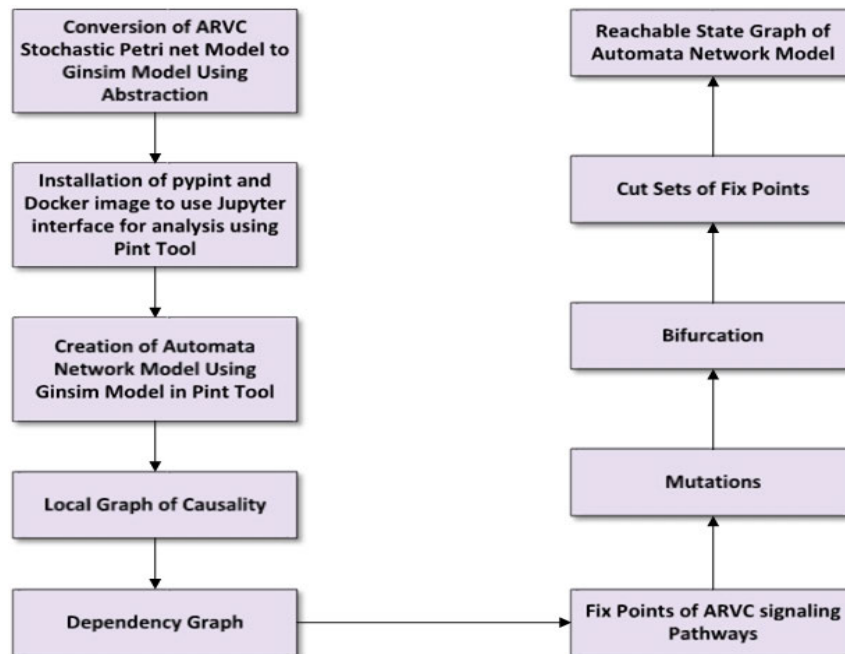 Conversion of ARVC
Stochastic Petri net Model to
Ginsim Model Using
Abstraction
Installation of pypint and
Docker image to use Jupyter
interface for analysis using
Pint Tool
Creation of Automata
Network Model Using
Ginsim Model in Pint Tool
Local Graph of Causality
Dependency Graph
Fix Points of ARVC signaling
Pathways
Mutations
Bifurcation
Cut Sets of Fix Points
Reachable State Graph of
Automata Network Model